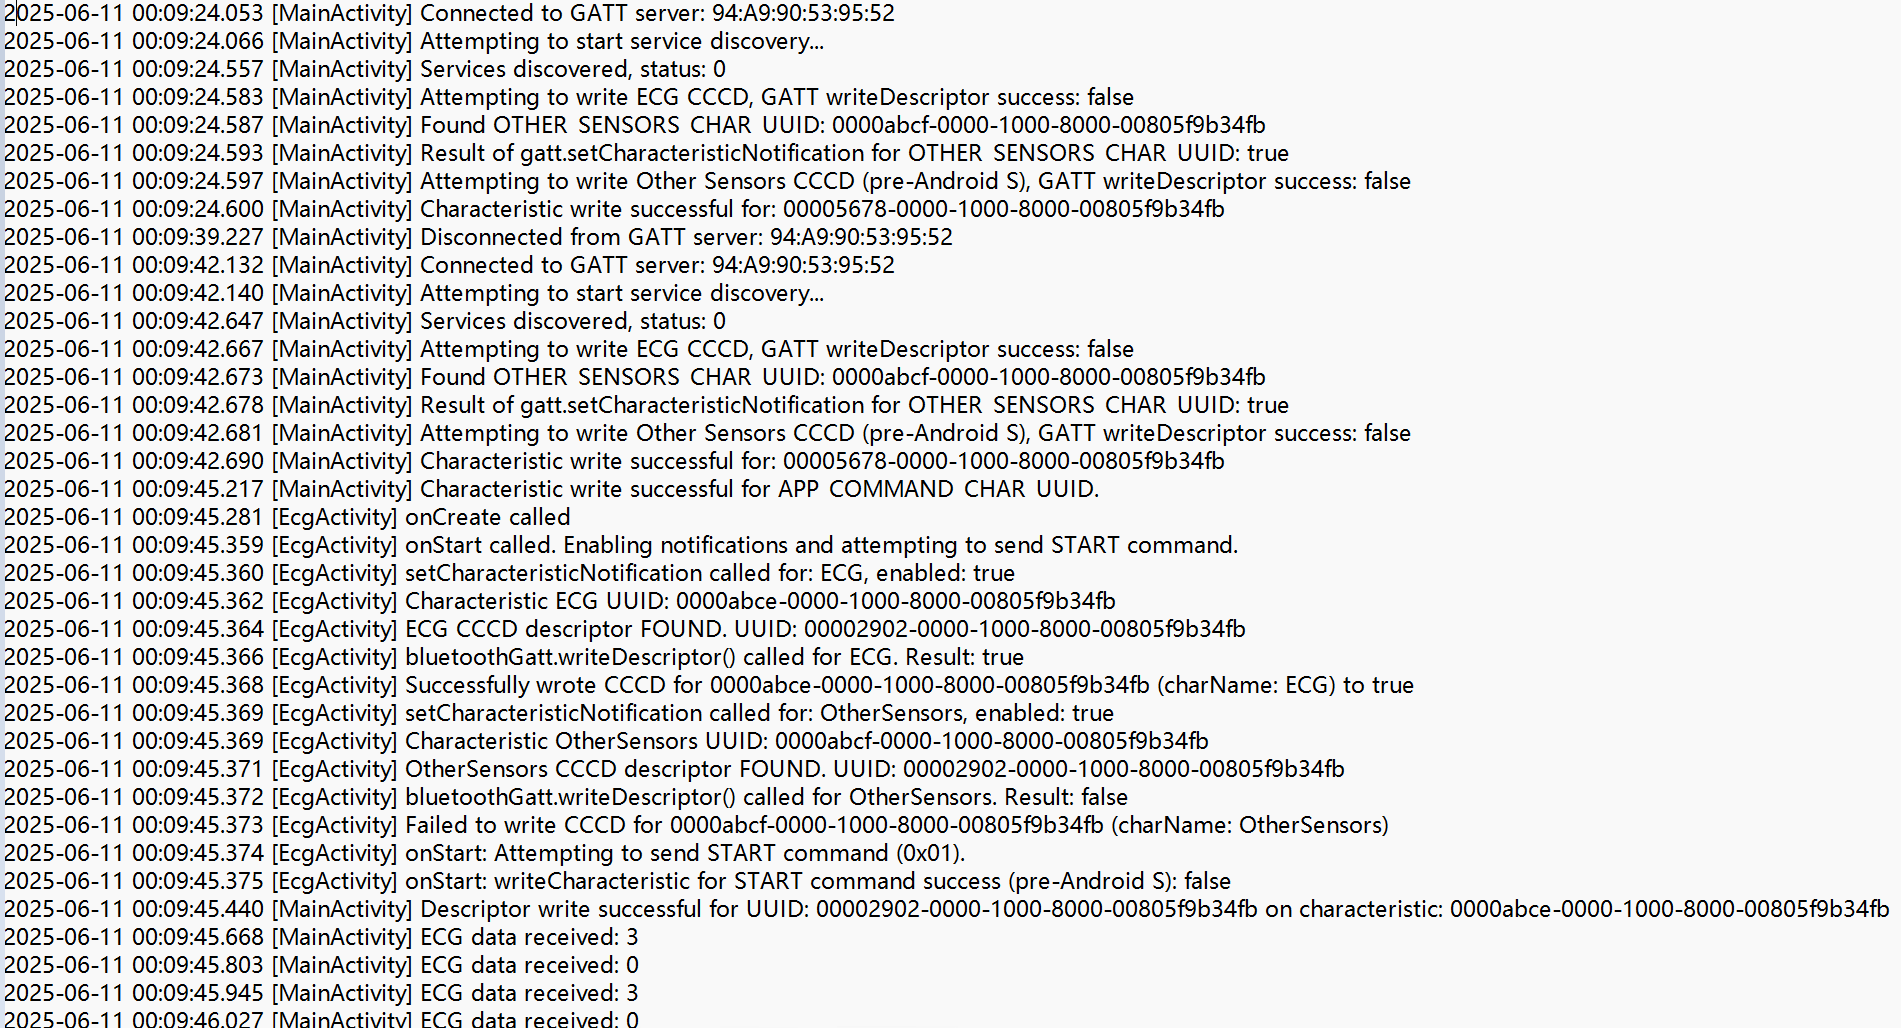 2025-06-11 00:09:24.053 [MainActivity] Connected to GATT server: 94:A9:90:53:95:52
2025-06-11 00:09:24.066 [MainActivity] Attempting to start service discovery...
2025-06-11 00:09:24.557 [MainActivity] Services discovered, status: 0
2025-06-11 00:09:24.583 [MainActivity] Attempting to write ECG CCCD, GATT writeDescriptor success: false
2025-06-11 00:09:24.587 [MainActivity] Found OTHER_SENSORS_CHAR_UUID: 0000abcf-0000-1000-8000-00805f9b34fb
2025-06-11 00:09:24.593 [MainActivity] Result of gatt.setCharacteristicNotification for OTHER_SENSORS_CHAR_UUID: true
2025-06-11 00:09:24.597 [MainActivity] Attempting to write Other Sensors CCCD (pre-Android S), GATT writeDescriptor success: false
2025-06-11 00:09:24.600 [MainActivity] Characteristic write successful for: 00005678-0000-1000-8000-00805f9b34fb
2025-06-11 00:09:39.227 [MainActivity] Disconnected from GATT server: 94:A9:90:53:95:52
2025-06-11 00:09:42.132 [MainActivity] Connected to GATT server: 94:A9:90:53:95:52
2025-06-11 00:09:42.140 [MainActivity] Attempting to start service discovery...
2025-06-11 00:09:42.647 [MainActivity] Services discovered, status: 0
2025-06-11 00:09:42.667 [MainActivity] Attempting to write ECG CCCD, GATT writeDescriptor success: false
2025-06-11 00:09:42.673 [MainActivity] Found OTHER_SENSORS_CHAR_UUID: 0000abcf-0000-1000-8000-00805f9b34fb
2025-06-11 00:09:42.678 [MainActivity] Result of gatt.setCharacteristicNotification for OTHER_SENSORS_CHAR_UUID: true
2025-06-11 00:09:42.681 [MainActivity] Attempting to write Other Sensors CCCD (pre-Android S), GATT writeDescriptor success: false
2025-06-11 00:09:42.690 [MainActivity] Characteristic write successful for: 00005678-0000-1000-8000-00805f9b34fb
2025-06-11 00:09:45.217 [MainActivity] Characteristic write successful for APP_COMMAND_CHAR_UUID.
2025-06-11 00:09:45.281 [EcgActivity] onCreate called
2025-06-11 00:09:45.359 [EcgActivity] onStart called. Enabling notifications and attempting to send START command.
2025-06-11 00:09:45.360 [EcgActivity] setCharacteristicNotification called for: ECG, enabled: true
2025-06-11 00:09:45.362 [EcgActivity] Characteristic ECG UUID: 0000abce-0000-1000-8000-00805f9b34fb
2025-06-11 00:09:45.364 [EcgActivity] ECG CCCD descriptor FOUND. UUID: 00002902-0000-1000-8000-00805f9b34fb
2025-06-11 00:09:45.366 [EcgActivity] bluetoothGatt.writeDescriptor() called for ECG. Result: true
2025-06-11 00:09:45.368 [EcgActivity] Successfully wrote CCCD for 0000abce-0000-1000-8000-00805f9b34fb (charName: ECG) to true
2025-06-11 00:09:45.369 [EcgActivity] setCharacteristicNotification called for: OtherSensors, enabled: true
2025-06-11 00:09:45.369 [EcgActivity] Characteristic OtherSensors UUID: 0000abcf-0000-1000-8000-00805f9b34fb
2025-06-11 00:09:45.371 [EcgActivity] OtherSensors CCCD descriptor FOUND. UUID: 00002902-0000-1000-8000-00805f9b34fb
2025-06-11 00:09:45.372 [EcgActivity] bluetoothGatt.writeDescriptor() called for OtherSensors. Result: false
2025-06-11 00:09:45.373 [EcgActivity] Failed to write CCCD for 0000abcf-0000-1000-8000-00805f9b34fb (charName: OtherSensors)
2025-06-11 00:09:45.374 [EcgActivity] onStart: Attempting to send START command (0x01).
2025-06-11 00:09:45.375 [EcgActivity] onStart: writeCharacteristic for START command success (pre-Android S): false
2025-06-11 00:09:45.440 [MainActivity] Descriptor write successful for UUID: 00002902-0000-1000-8000-00805f9b34fb on characteristic: 0000abce-0000-1000-8000-00805f9b34fb
2025-06-11 00:09:45.668 [MainActivity] ECG data received: 3
2025-06-11 00:09:45.803 [MainActivity] ECG data received: 0
2025-06-11 00:09:45.945 [MainActivity] ECG data received: 3
2025-06-11 00:09:46.027 [MainActivity] ECG data received: 0